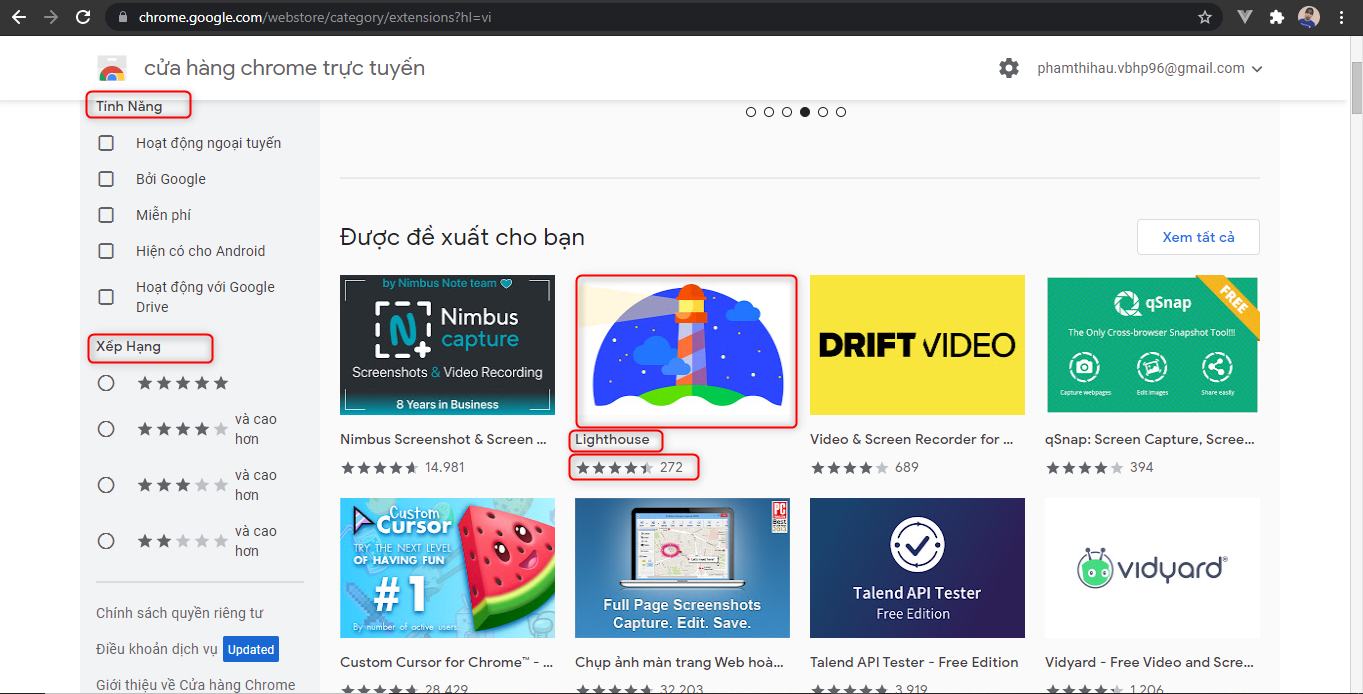 chrome.google.com/webstore/category/extensions?hl=vi
cửa hàng chrome trực tuyến
phamthihau.vbhp96@gmail.com
Tính Năng
Hoạt động ngoại tuyến
Bởi Google
Miễn phí
Hiện có cho Android
Hoạt động với Google
Drive
Xếp Hạng
và cao
hơn
và cao
hơn
và cao
hơn
Chính sách quyền riêng tư
Điều khoản dịch vụ Updated
Giới thiệu về Cửa hàng Chrome
Được đề xuất cho bạn
Xem tất cả
by Nimbus Note team
N
Nimbus
capture
Screenshots & Video Recording
8 Years in Business
Nimbus Screenshot & Screen ...
14.981
Lighthouse
272
DRIFT VIDEO
Video & Screen Recorder for ...
689
qSnap
FREE
The Only Cross-browser Snapshot Tool!!!
Capture webpages
Edit images
Share easily
qSnap: Screen Capture, Scree...
394
Custom
Cursor
TRY THE NEXT LEVEL
OF HAVING FUN
#1
By number of active users
Custom Cursor for Chrome™ - ...
28.429
PC
Full Page Screenshots
Capture. Edit. Save.
Chụp ảnh màn trang Web hoà...
32.203
Talend API Tester
Free Edition
Talend API Tester - Free Edition
3.919
vidyard
Vidyard - Free Video and Scre...
1.206